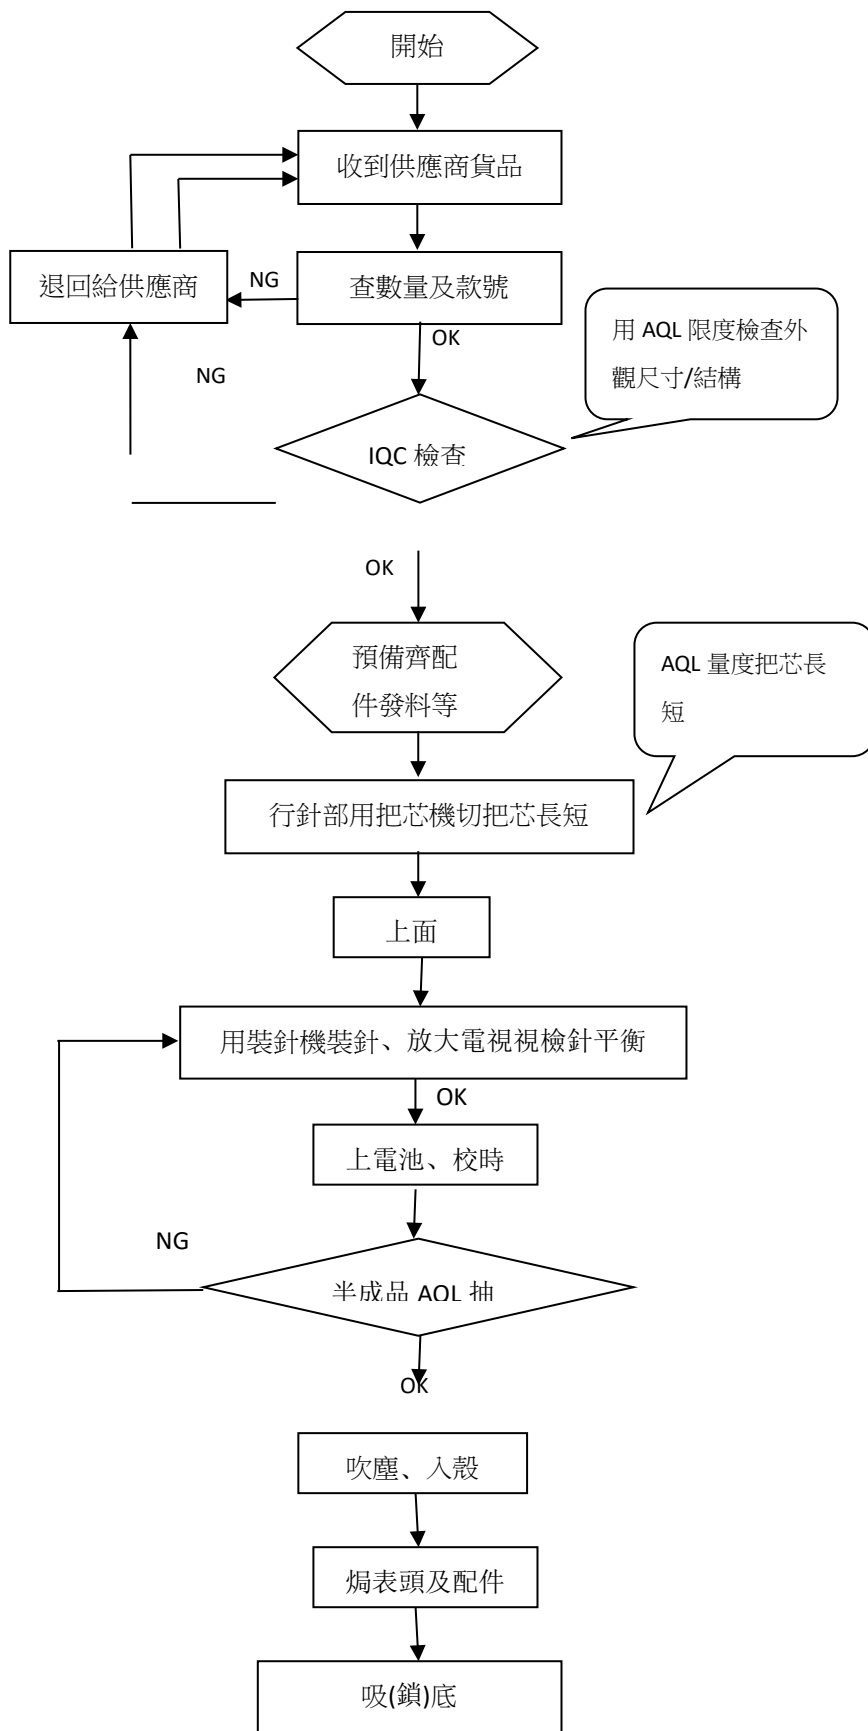 開始
收到供應商貨品
退回給供應商
NG
查數量及款號
OK
用 AQL 限度檢查外
觀尺寸/結構
NG
IQC 檢查
OK
預備齊配
件發料等
AQL 量度把芯長
短
行針部用把芯機切把芯長短
上面
用裝針機裝針、放大電視視檢針平衡
OK
上電池、校時
NG
半成品 AQL 抽
OK
吹塵、入殼
焗表頭及配件
吸(鎖)底